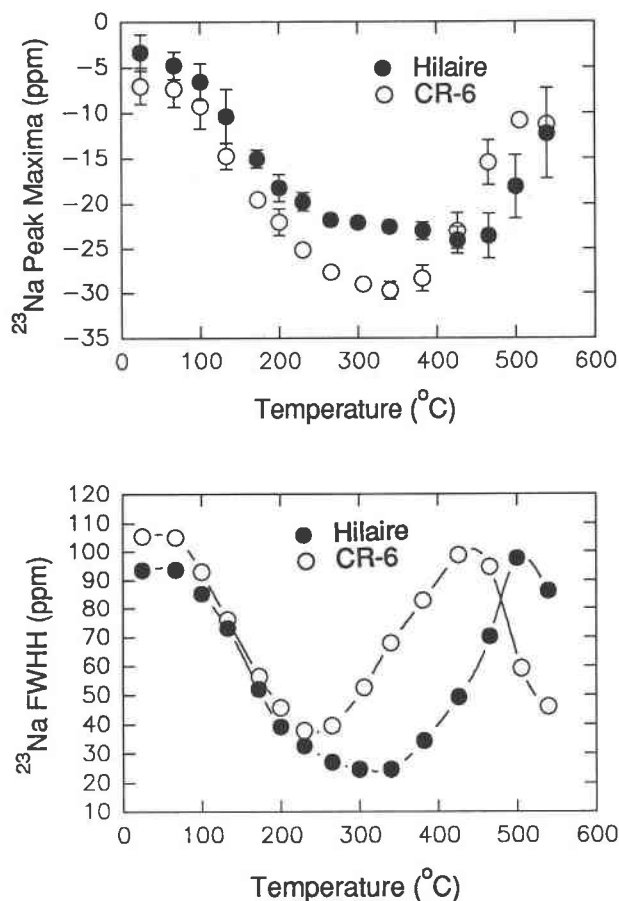 0
−5
−10
−15
−20
−25
−30
−35
²³Na Peak Maxima (ppm)
Hilaire
CR-6
0 100 200 300 400 500 600
Temperature (°C)
120
110
100
90
80
70
60
50
40
30
20
10
²³Na FWHH (ppm)
Hilaire
CR-6
0 100 200 300 400 500 600
Temperature (°C)